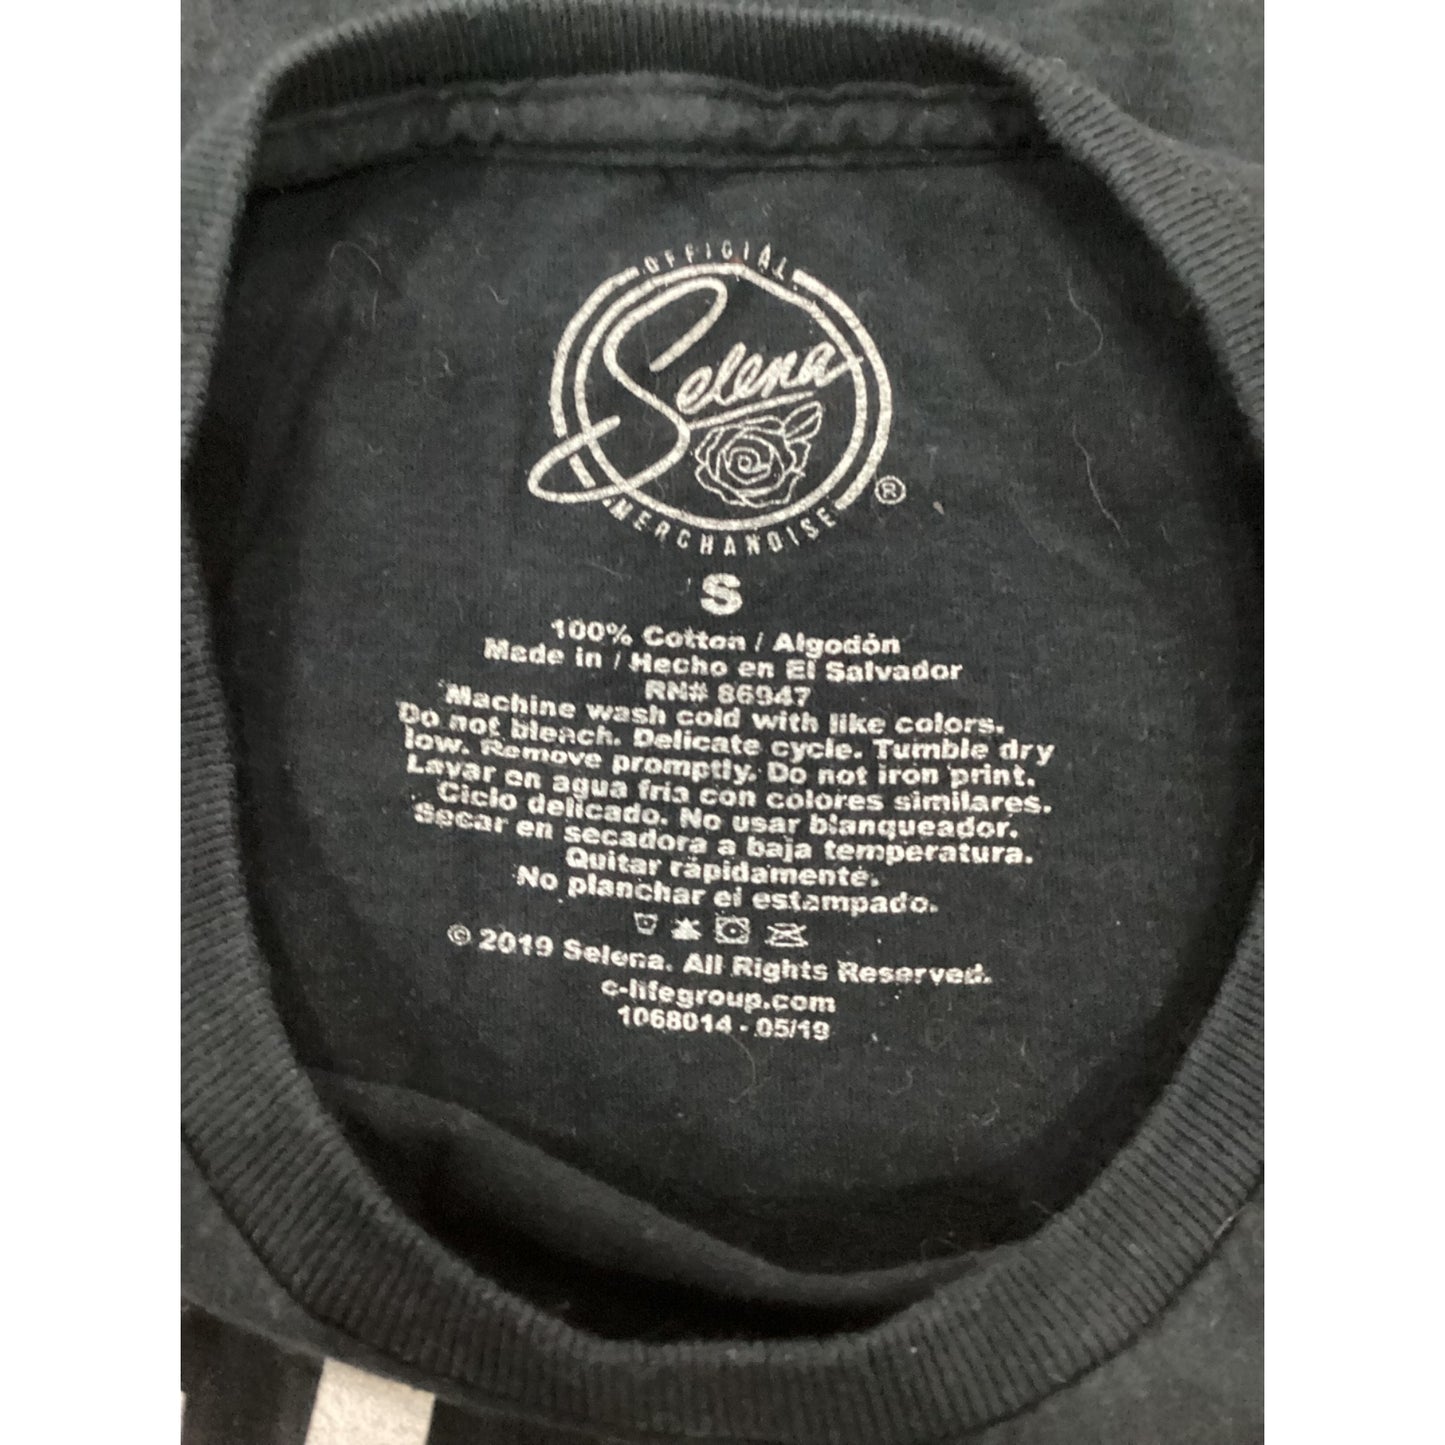 OFFICIAL
Selena
MERCHANDISE
®
S
100% Cotton / Algodón
Made in / Hecho en El Salvador
RN# 86947
Machine wash cold with like colors.
Do not bleach. Delicate cycle. Tumble dry
low. Remove promptly. Do not iron print.
Lavar en agua fria con colores similares.
Ciclo delicado. No usar blanqueador.
Secar en secadora a baja temperatura.
Quitar rápidamente.
No planchar el estampado.
© 2019 Selena. All Rights Reserved.
c-lifegroup.com
1068014 - 05/19